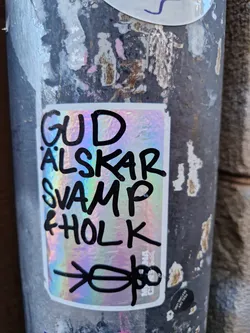 GUD
ÄLSKAR
SVAMP
& HOLK